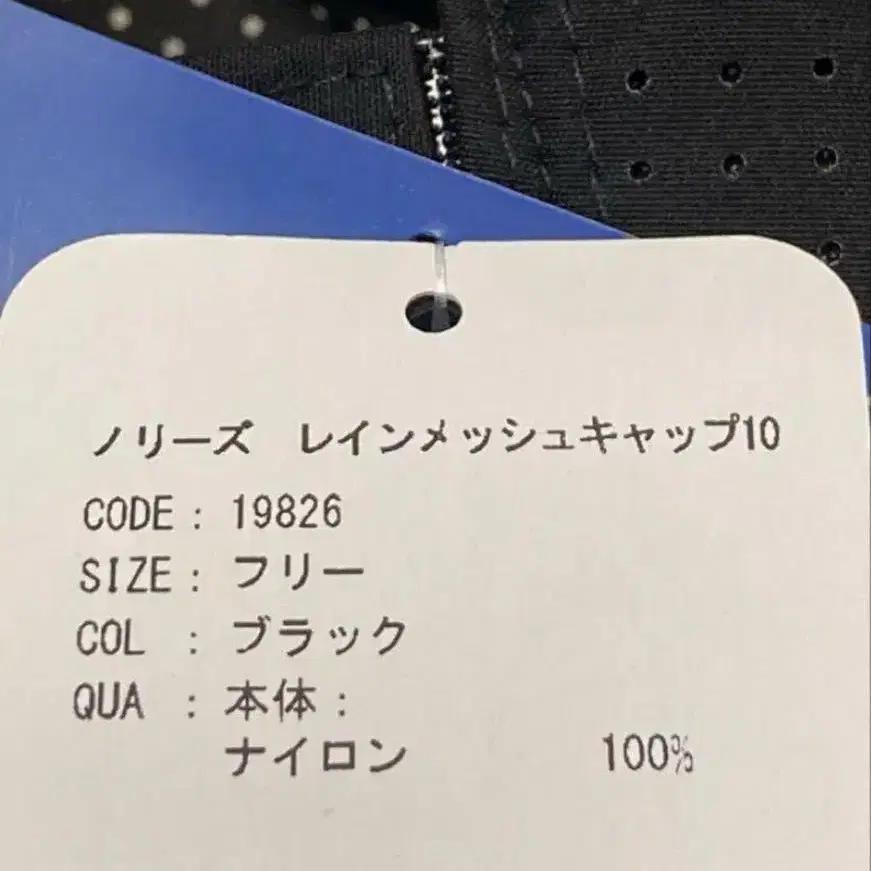 ノリーズ　レインメッシュキャップ10
CODE : 19826
SIZE : フリー
COL : ブラック
QUA : 本体 :
ナイロン 100%